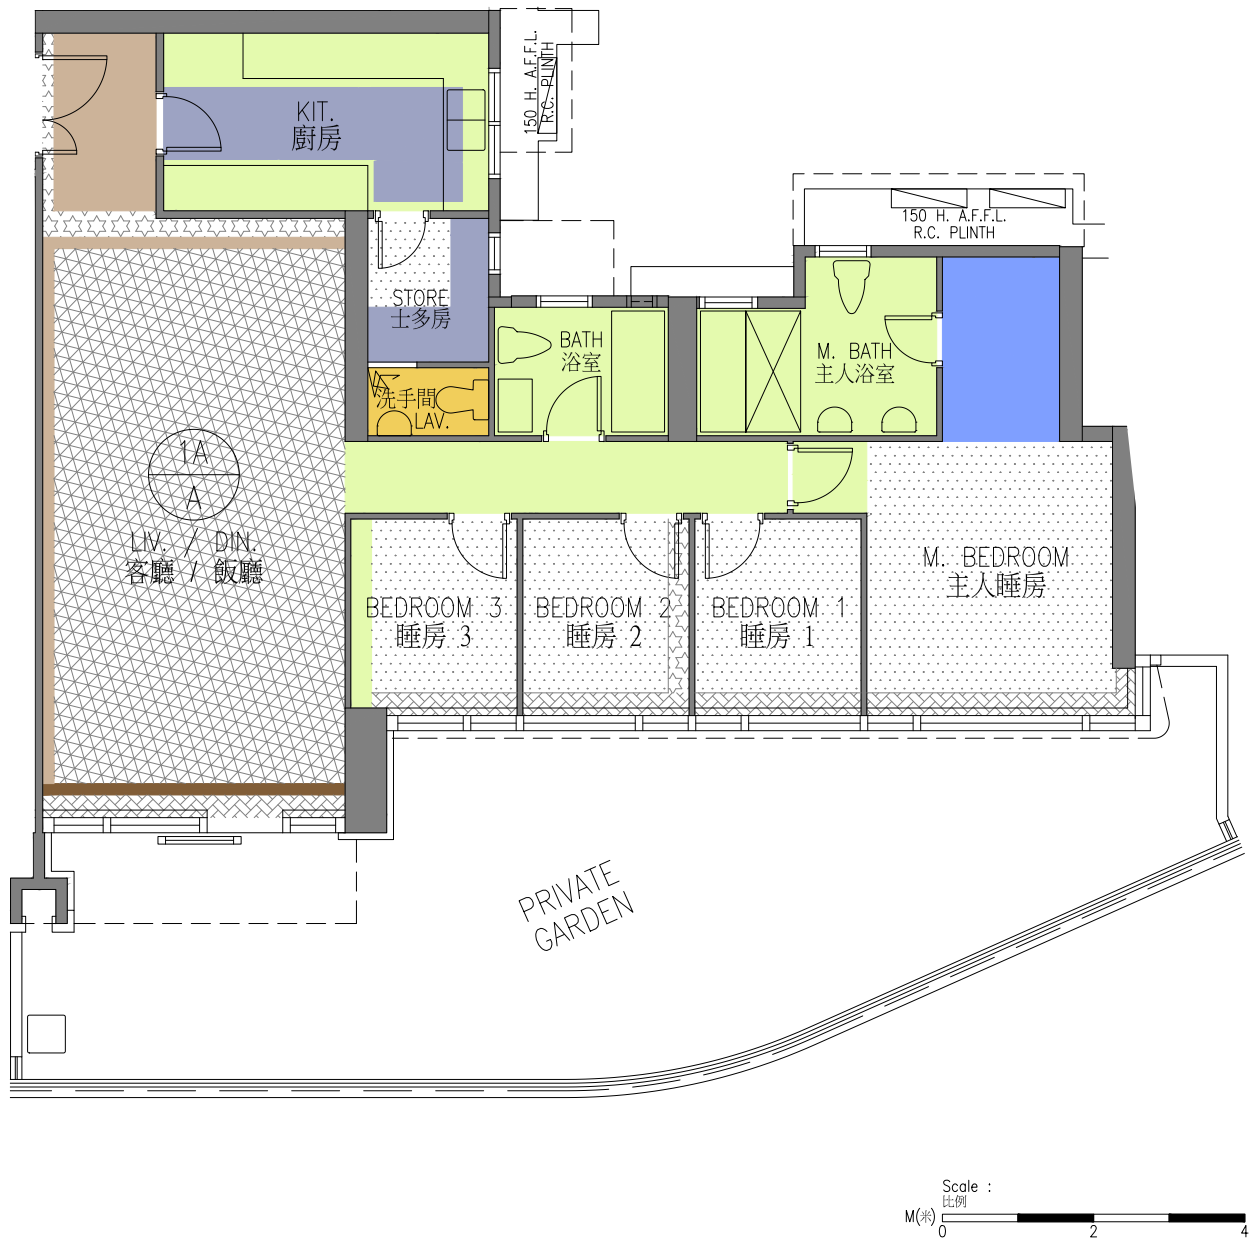 150 H. A.F.F.L.
R.C. PLINTH
KIT.
廚房
150 H. A.F.F.L.
R.C. PLINTH
STORE
士多房
BATH
浴室
M. BATH
主人浴室
洗手間
LAV.
1A
A
LIV. / DIN.
客廳 / 飯廳
M. BEDROOM
主人睡房
BEDROOM 3
睡房 3
BEDROOM 2
睡房 2
BEDROOM 1
睡房 1
PRIVATE
GARDEN
Scale :
比例
M(米)
0 2 4